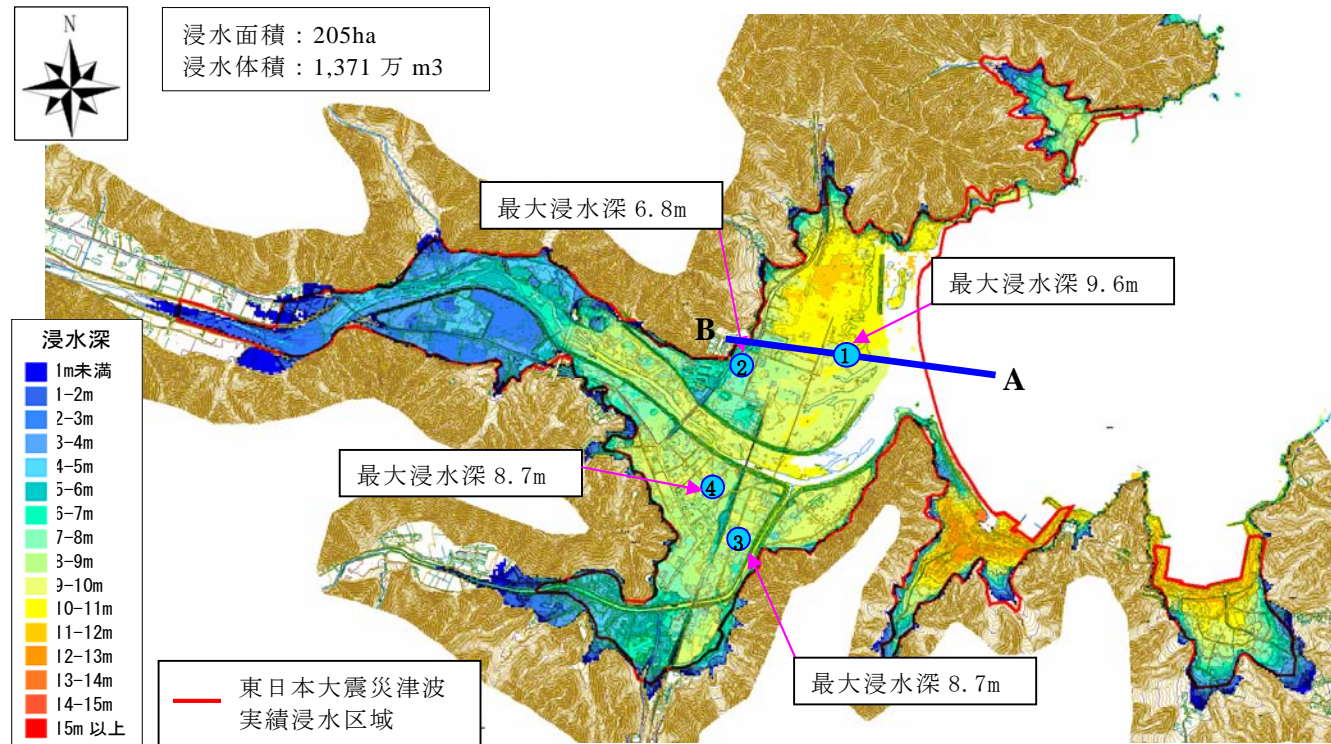 N
浸水面積：205ha
浸水体積：1,371 万 m3
最大浸水深 6.8m
最大浸水深 9.6m
B
A
①
②
最大浸水深 8.7m
④
③
最大浸水深 8.7m
浸水深
1m未満
1-2m
2-3m
3-4m
4-5m
5-6m
6-7m
7-8m
8-9m
9-10m
10-11m
11-12m
12-13m
13-14m
14-15m
15m 以上
東日本大震災津波
実績浸水区域